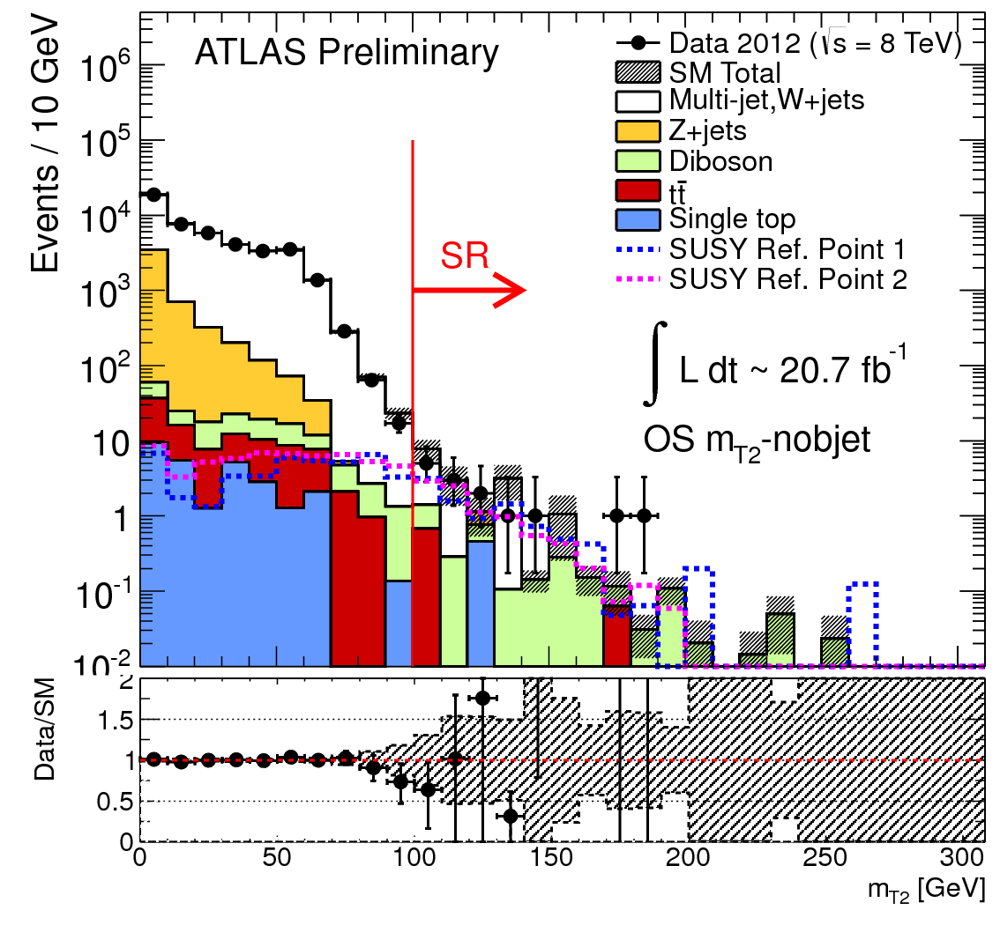 Events / 10 GeV
10^6
10^5
10^4
10^3
10^2
10
1
10^-1
10^-2
ATLAS Preliminary
Data 2012 (√s = 8 TeV)
SM Total
Multi-jet,W+jets
Z+jets
Diboson
tt̄
Single top
SUSY Ref. Point 1
SUSY Ref. Point 2
SR
∫ L dt ~ 20.7 fb^-1
OS m_T2-nobjet
Data/SM
2
1.5
1
0.5
0
0 50 100 150 200 250 300
m_T2 [GeV]